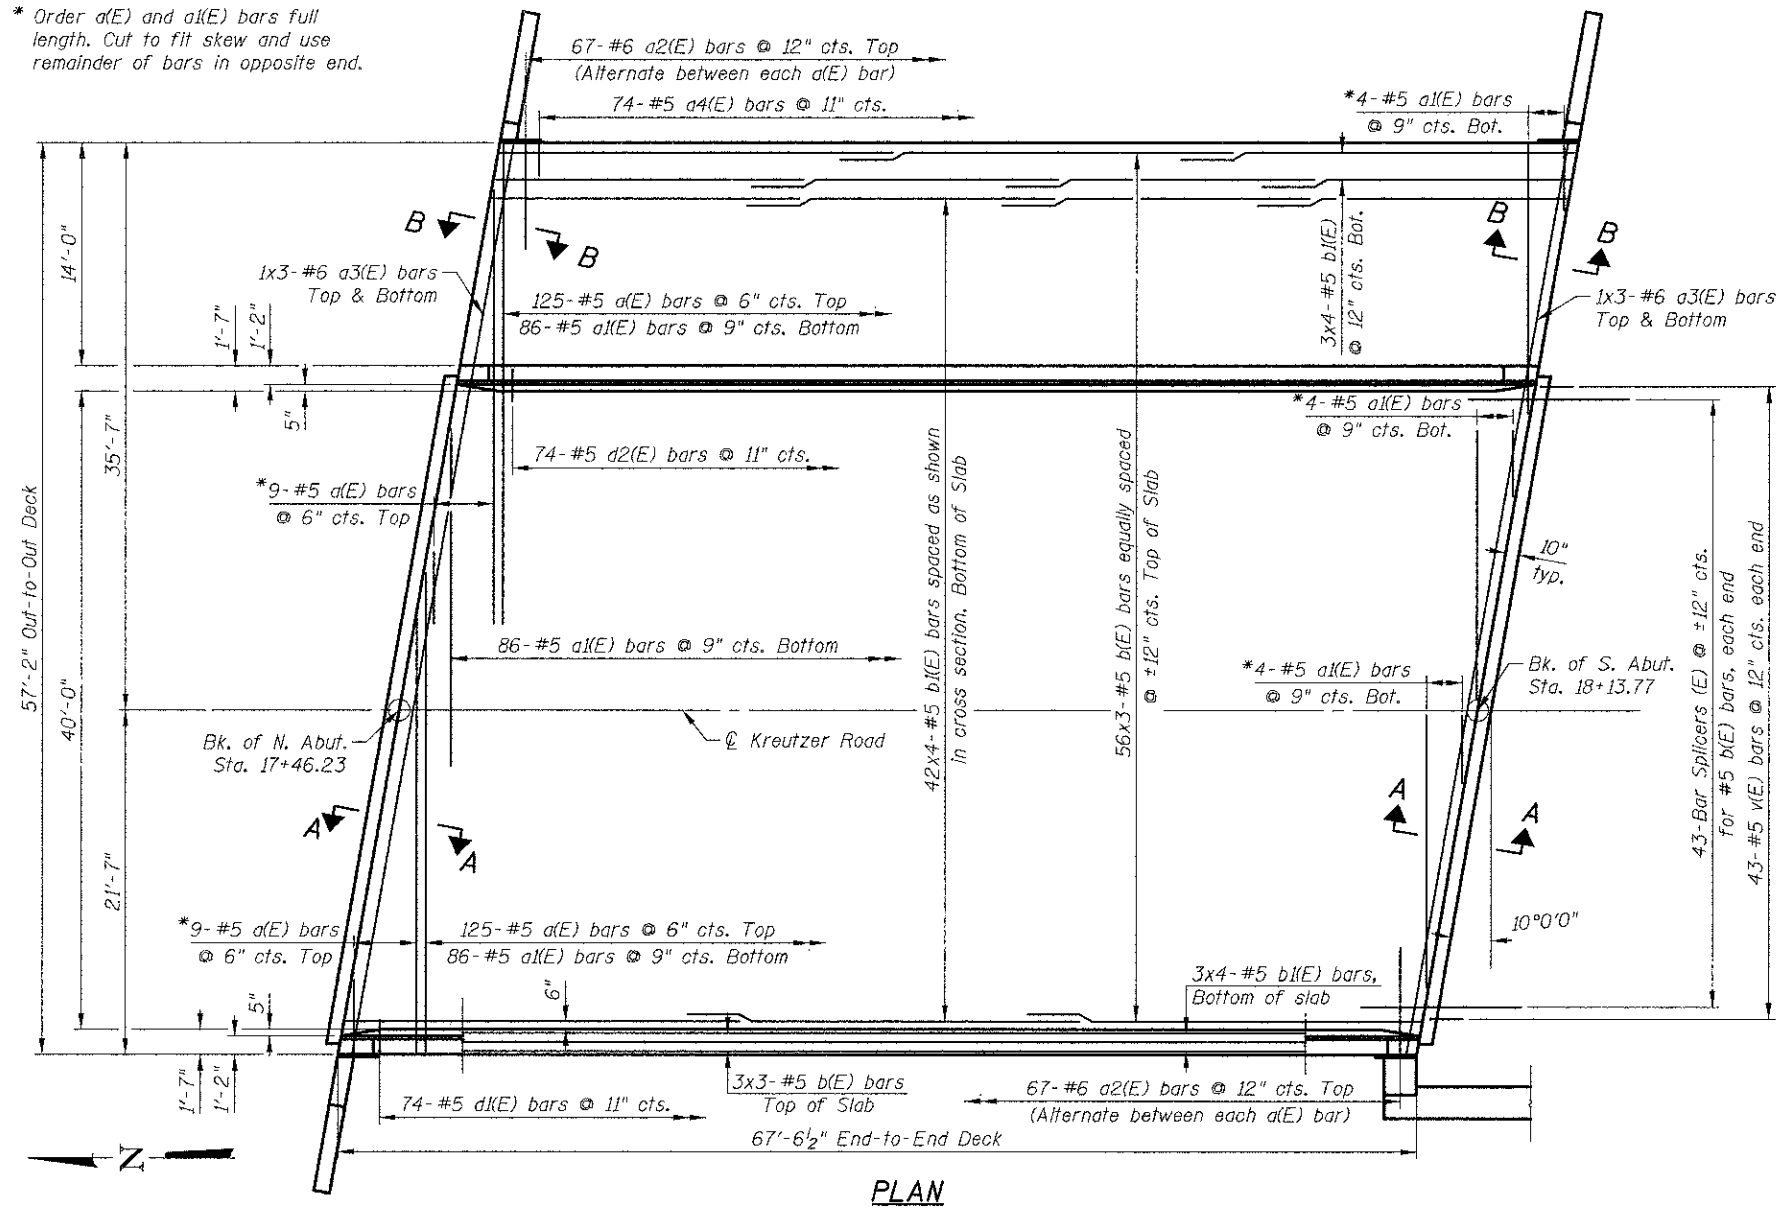 * Order a(E) and a1(E) bars full
length. Cut to fit skew and use
remainder of bars in opposite end.
67-#6 a2(E) bars @ 12" cts. Top
(Alternate between each a(E) bar)
74-#5 a4(E) bars @ 11" cts.
*4-#5 a1(E) bars
@ 9" cts. Bot.
B
B
B
B
3x4-#5 b1(E)
@ 12" cts. Bot.
1x3-#6 a3(E) bars
Top & Bottom
125-#5 a(E) bars @ 6" cts. Top
86-#5 a1(E) bars @ 9" cts. Bottom
1x3-#6 a3(E) bars
Top & Bottom
14'-0"
1'-7"
1'-2"
5"
35'-7"
57'-2" Out-to-Out Deck
40'-0"
21'-7"
74-#5 d2(E) bars @ 11" cts.
*9-#5 a(E) bars
@ 6" cts. Top
*4-#5 a1(E) bars
@ 9" cts. Bot.
42x4-#5 b1(E) bars spaced as shown
in cross section. Bottom of Slab
56x3-#5 b(E) bars equally spaced
@ ±12" cts. Top of Slab
10"
typ.
43-Bar Splicers (E) @ ±12" cts.
for #5 b(E) bars, each end
43-#5 v(E) bars @ 12" cts. each end
86-#5 a1(E) bars @ 9" cts. Bottom
*4-#5 a1(E) bars
@ 9" cts. Bot.
Bk. of S. Abut.
Sta. 18+13.77
Bk. of N. Abut.
Sta. 17+46.23
℄ Kreutzer Road
A
A
A
A
10°0'0"
*9-#5 a(E) bars
@ 6" cts. Top
125-#5 a(E) bars @ 6" cts. Top
86-#5 a1(E) bars @ 9" cts. Bottom
6"
3x4-#5 b1(E) bars,
Bottom of slab
5"
1'-7"
1'-2"
74-#5 d1(E) bars @ 11" cts.
3x3-#5 b(E) bars
Top of Slab
67-#6 a2(E) bars @ 12" cts. Top
(Alternate between each a(E) bar)
67'-6½" End-to-End Deck
Z
PLAN